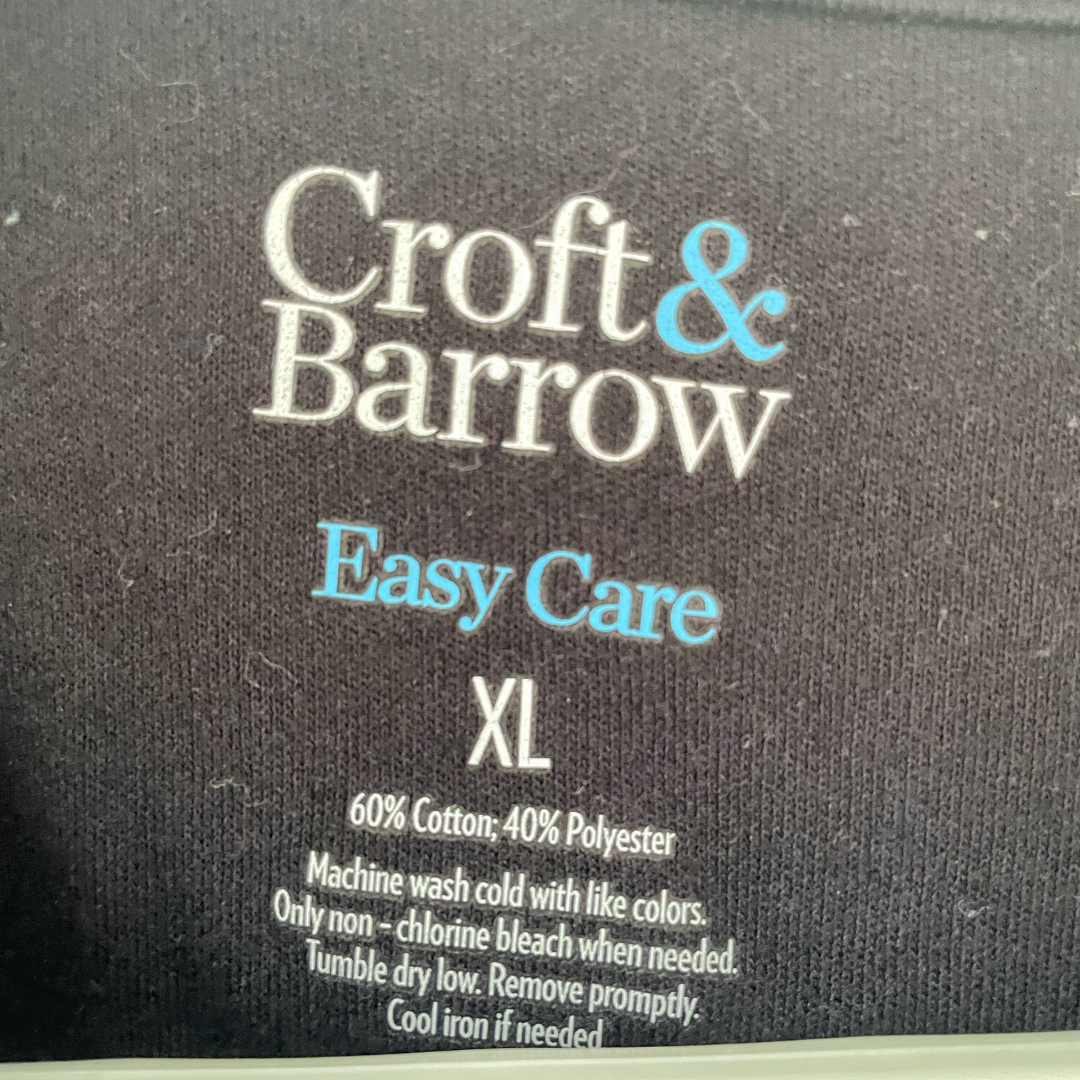 Croft &
Barrow
Easy Care
XL
60% Cotton; 40% Polyester
Machine wash cold with like colors.
Only non - chlorine bleach when needed.
Tumble dry low. Remove promptly.
Cool iron if needed